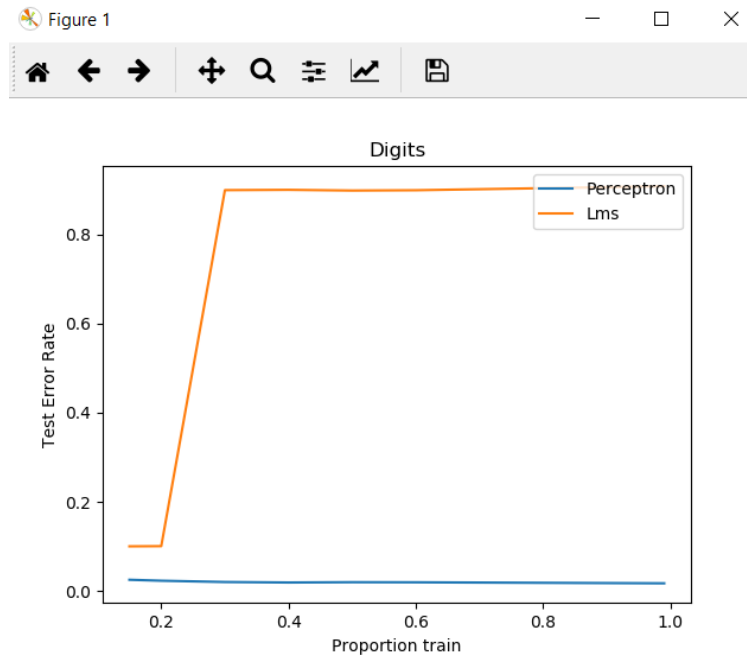 Figure 1
Digits
Perceptron
Lms
0.8
0.6
0.4
0.2
0.0
Test Error Rate
0.2 0.4 0.6 0.8 1.0
Proportion train